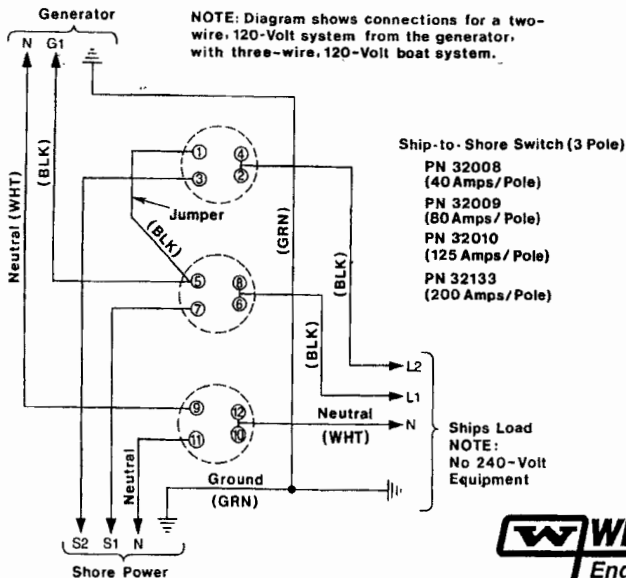 Generator
NOTE: Diagram shows connections for a two-
wire, 120-Volt system from the generator,
with three-wire, 120-Volt boat system.
N G1
Neutral (WHT)
(BLK)
1
3
4
2
Jumper
(BLK)
(GRN)
Ship-to-Shore Switch (3 Pole)
PN 32008
(40 Amps/Pole)
PN 32009
(80 Amps/Pole)
PN 32010
(125 Amps/Pole)
PN 32133
(200 Amps/Pole)
5
7
8
6
(BLK)
(BLK)
L2
L1
N
9
11
12
10
Neutral
(WHT)
Ships Load
NOTE:
No 240-Volt
Equipment
Neutral
Ground
(GRN)
S2 S1 N
Shore Power
W